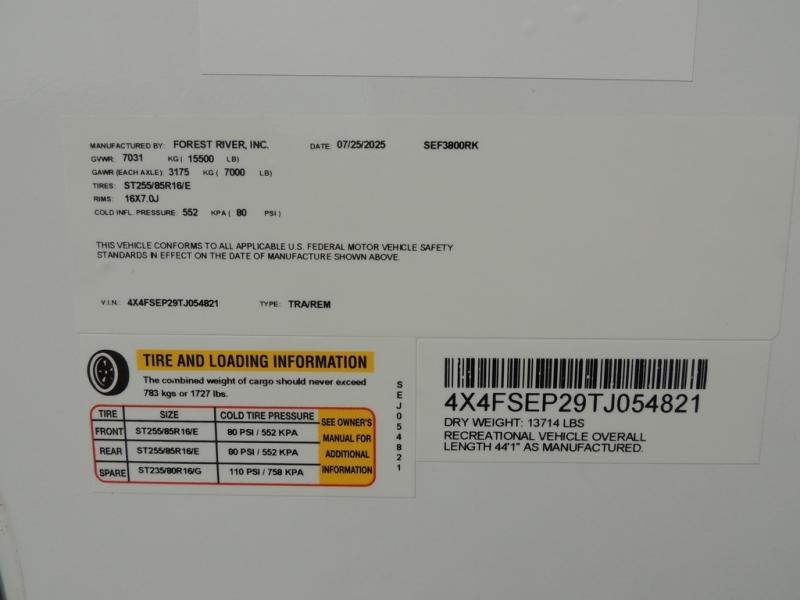 MANUFACTURED BY: FOREST RIVER, INC. DATE: 07/25/2025 SEF3800RK
GVWR: 7031 KG ( 15500 LB)
GAWR (EACH AXLE): 3175 KG ( 7000 LB)
TIRES: ST255/85R16/E
RIMS: 16X7.0J
COLD INFL. PRESSURE: 552 KPA ( 80 PSI )
THIS VEHICLE CONFORMS TO ALL APPLICABLE U.S. FEDERAL MOTOR VEHICLE SAFETY
STANDARDS IN EFFECT ON THE DATE OF MANUFACTURE SHOWN ABOVE.
V.I.N.: 4X4FSEP29TJ054821 TYPE: TRA/REM
TIRE AND LOADING INFORMATION
The combined weight of cargo should never exceed
783 kgs or 1727 lbs.
TIRE SIZE COLD TIRE PRESSURE
FRONT ST255/85R16/E 80 PSI / 552 KPA
REAR ST255/85R16/E 80 PSI / 552 KPA
SPARE ST235/80R16/G 110 PSI / 758 KPA
SEE OWNER'S
MANUAL FOR
ADDITIONAL
INFORMATION
SEJ054821
4X4FSEP29TJ054821
DRY WEIGHT: 13714 LBS
RECREATIONAL VEHICLE OVERALL
LENGTH 44'1" AS MANUFACTURED.